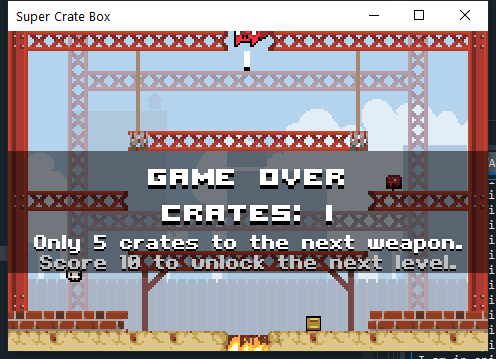 Super Crate Box
1
GAME OVER
CRATES: 1
Only 5 crates to the next weapon.
Score 10 to unlock the next level.